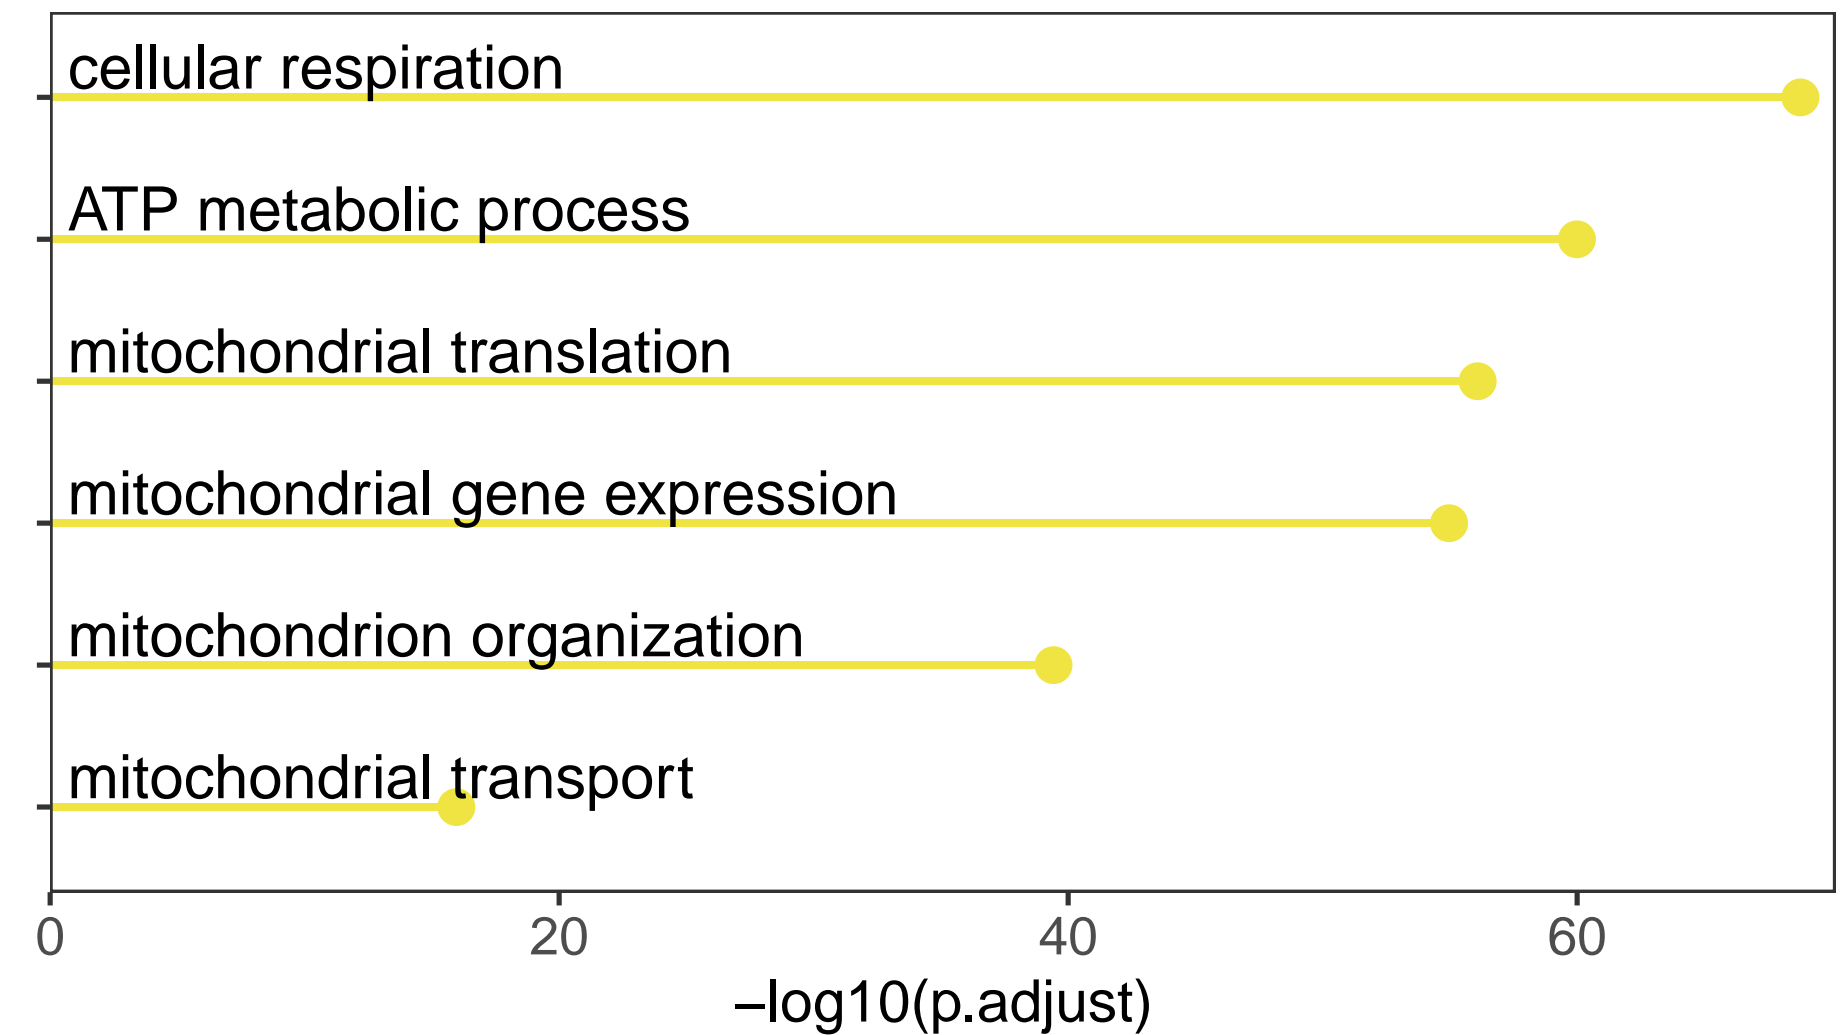 cellular respiration
ATP metabolic process
mitochondrial translation
mitochondrial gene expression
mitochondrion organization
mitochondrial transport
0 20 40 60
–log10(p.adjust)